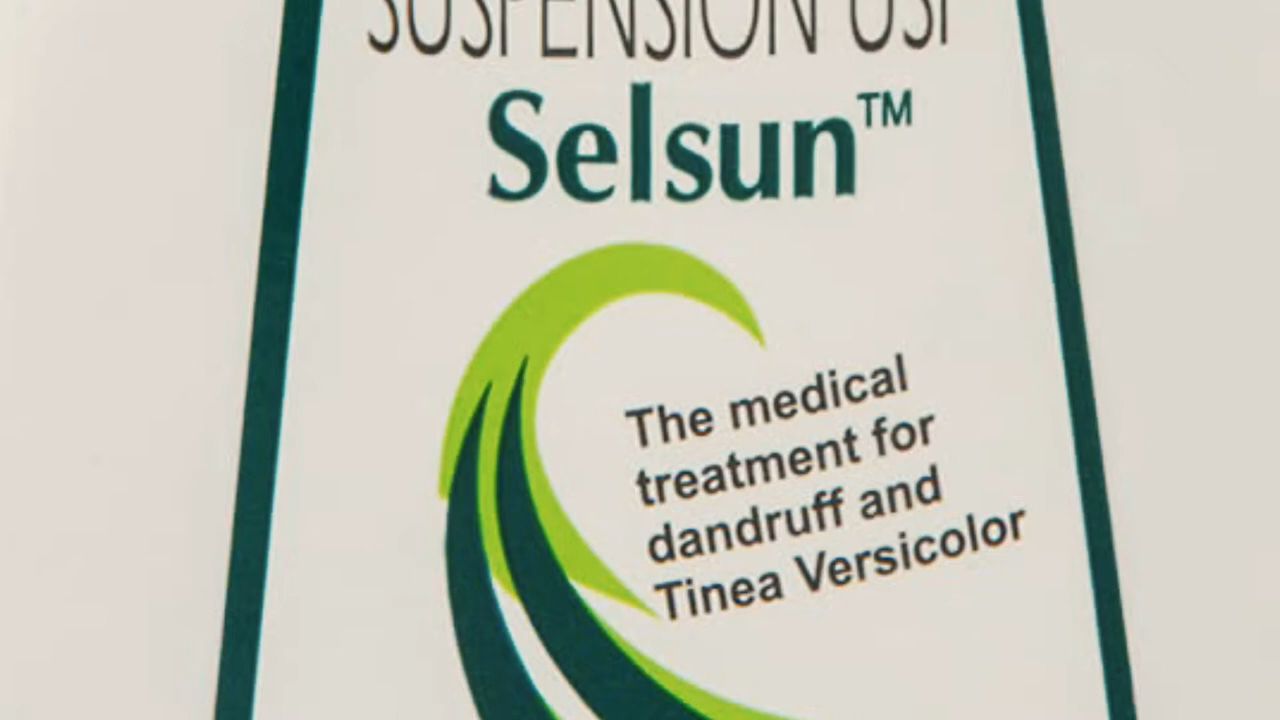 SUSPENSION USP
Selsun™
The medical
treatment for
dandruff and
Tinea Versicolor